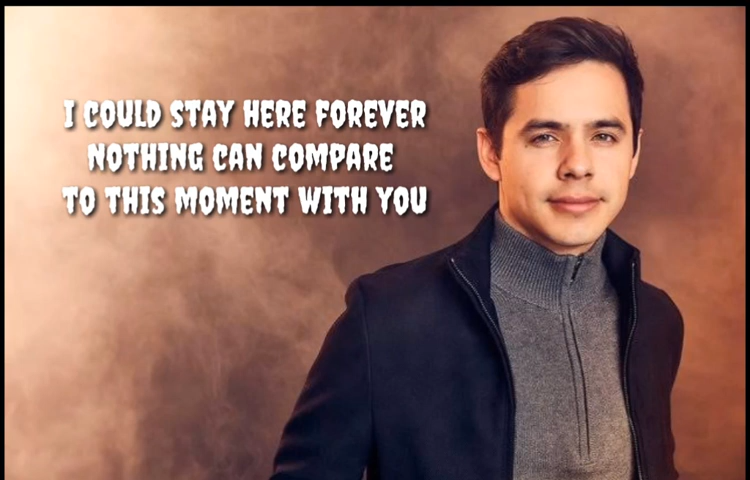 I COULD STAY HERE FOREVER
NOTHING CAN COMPARE
TO THIS MOMENT WITH YOU